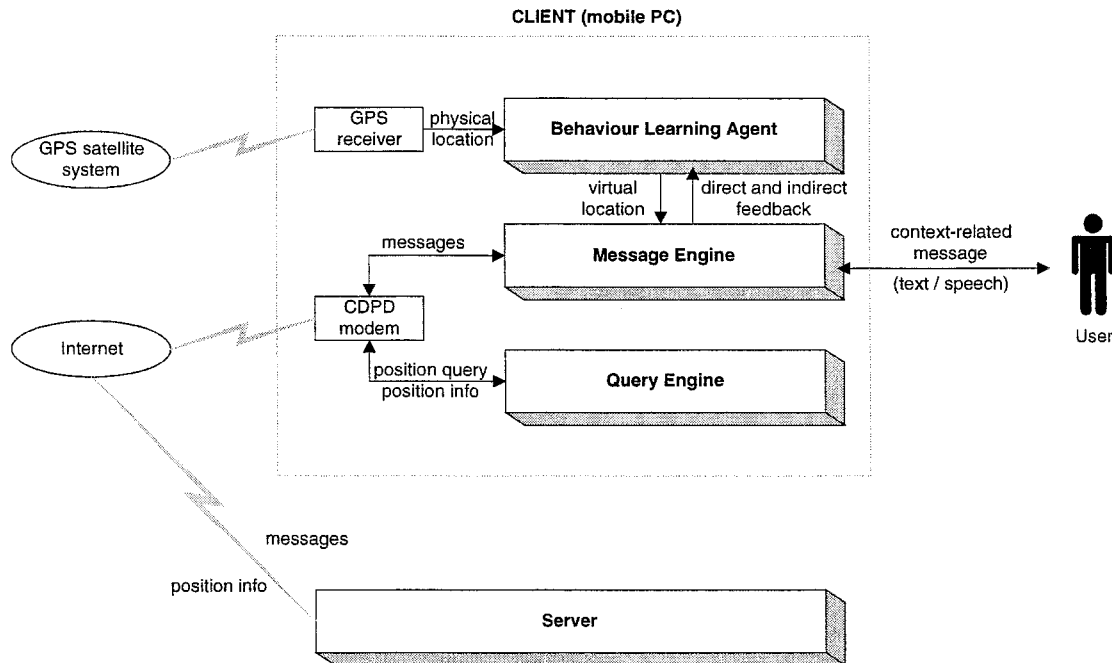 CLIENT (mobile PC)
GPS satellite
system
GPS
receiver
physical
location
Behaviour Learning Agent
virtual
location
direct and indirect
feedback
messages
Message Engine
context-related
message
(text / speech)
User
Internet
CDPD
modem
position query
position info
Query Engine
messages
position info
Server